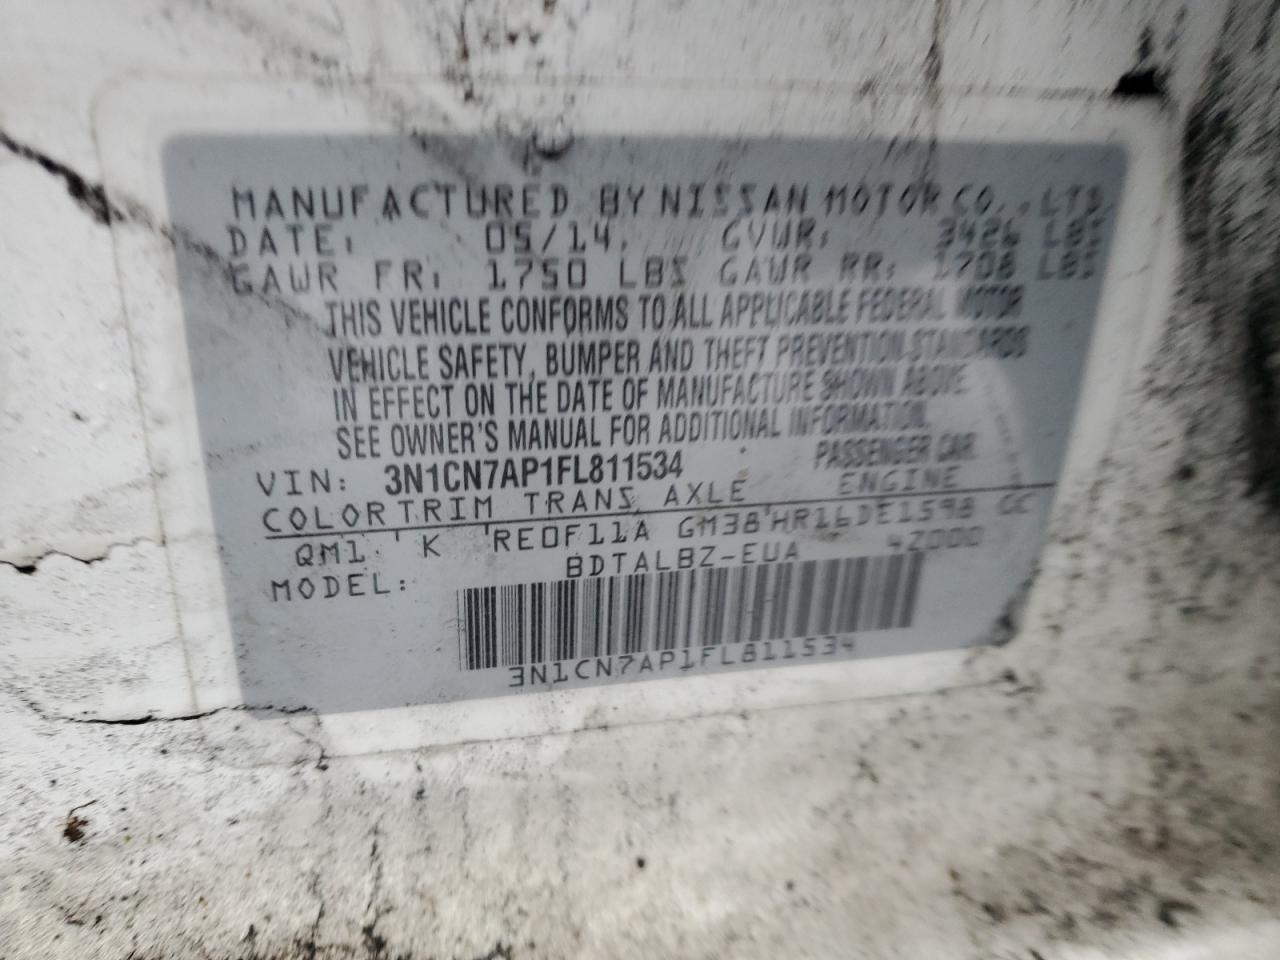 MANUFACTURED BY NISSAN MOTOR CO., LTD.
DATE: 05/14. GVWR: 3426 LBS
GAWR FR: 1750 LBS GAWR RR: 1708 LBS
THIS VEHICLE CONFORMS TO ALL APPLICABLE FEDERAL MOTOR
VEHICLE SAFETY, BUMPER AND THEFT PREVENTION STANDARDS
IN EFFECT ON THE DATE OF MANUFACTURE SHOWN ABOVE
SEE OWNER'S MANUAL FOR ADDITIONAL INFORMATION.
VIN: 3N1CN7AP1FL811534 PASSENGER CAR
COLOR TRIM TRANS AXLE ENGINE
QM1 K RE0F11A GM38 HR16DE1598 CC
MODEL: BDTALBZ-EUA 4Z000
3N1CN7AP1FL811534